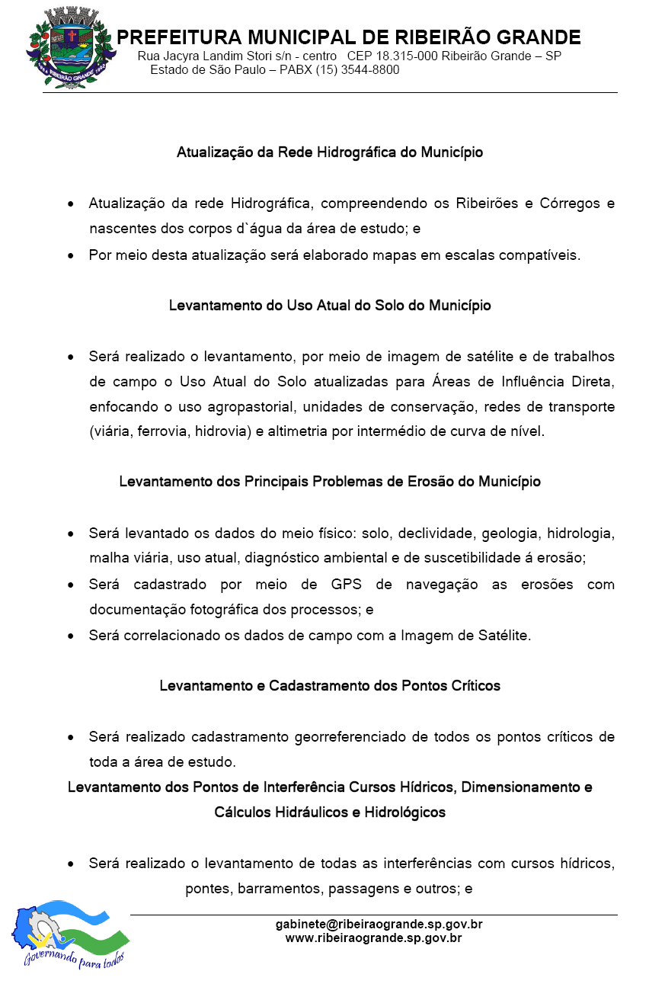 PREFEITURA MUNICIPAL DE RIBEIRÃO GRANDE
Rua Jacyra Landim Stori s/n - centro CEP 18.315-000 Ribeirão Grande – SP
Estado de São Paulo – PABX (15) 3544-8800
RIBEIRÃO GRANDE
Atualização da Rede Hidrográfica do Município
• Atualização da rede Hidrográfica, compreendendo os Ribeirões e Córregos e
nascentes dos corpos d`água da área de estudo; e
• Por meio desta atualização será elaborado mapas em escalas compatíveis.
Levantamento do Uso Atual do Solo do Município
• Será realizado o levantamento, por meio de imagem de satélite e de trabalhos
de campo o Uso Atual do Solo atualizadas para Áreas de Influência Direta,
enfocando o uso agropastorial, unidades de conservação, redes de transporte
(viária, ferrovia, hidrovia) e altimetria por intermédio de curva de nível.
Levantamento dos Principais Problemas de Erosão do Município
• Será levantado os dados do meio físico: solo, declividade, geologia, hidrologia,
malha viária, uso atual, diagnóstico ambiental e de suscetibilidade á erosão;
• Será cadastrado por meio de GPS de navegação as erosões com
documentação fotográfica dos processos; e
• Será correlacionado os dados de campo com a Imagem de Satélite.
Levantamento e Cadastramento dos Pontos Críticos
• Será realizado cadastramento georreferenciado de todos os pontos críticos de
toda a área de estudo.
Levantamento dos Pontos de Interferência Cursos Hídricos, Dimensionamento e
Cálculos Hidráulicos e Hidrológicos
• Será realizado o levantamento de todas as interferências com cursos hídricos,
pontes, barramentos, passagens e outros; e
gabinete@ribeiraogrande.sp.gov.br
www.ribeiraogrande.sp.gov.br
Governando para todos